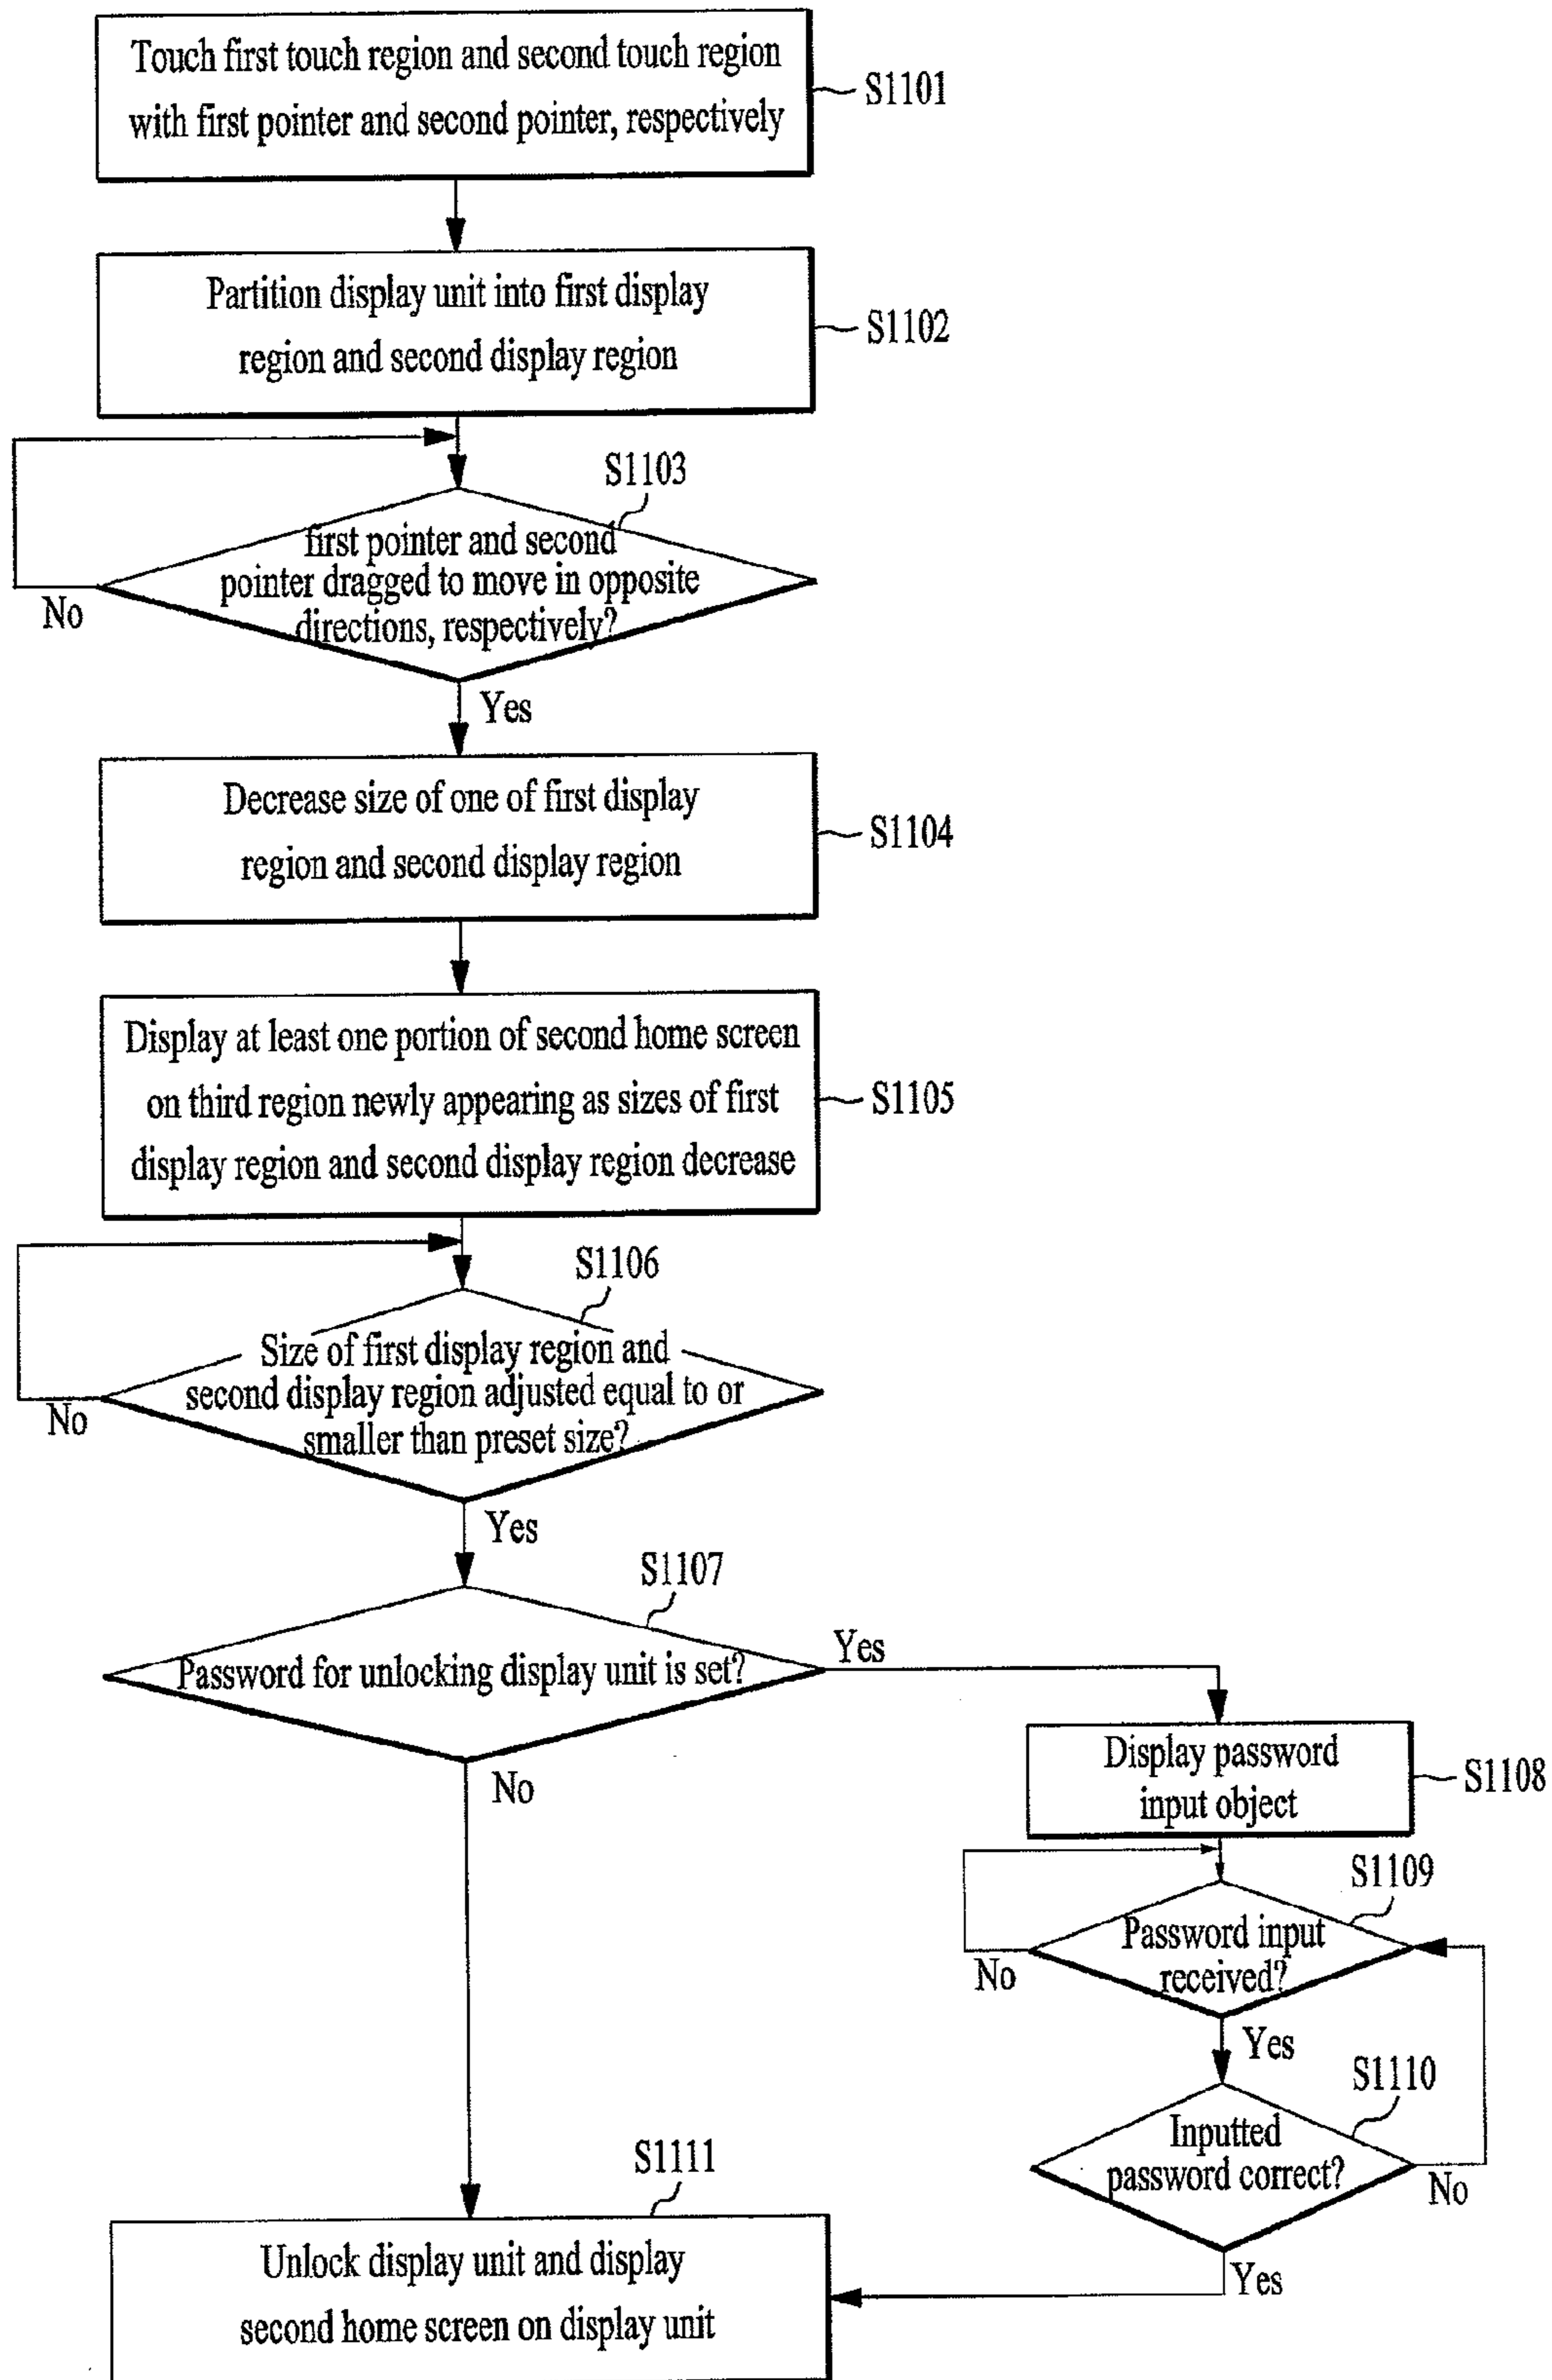 Touch first touch region and second touch region
with first pointer and second pointer, respectively
S1101
Partition display unit into first display
region and second display region
S1102
S1103
first pointer and second
pointer dragged to move in opposite
directions, respectively?
No
Yes
Decrease size of one of first display
region and second display region
S1104
Display at least one portion of second home screen
on third region newly appearing as sizes of first
display region and second display region decrease
S1105
S1106
Size of first display region and
second display region adjusted equal to or
smaller than preset size?
No
Yes
S1107
Password for unlocking display unit is set?
Yes
No
Display password
input object
S1108
S1109
Password input
received?
No
Yes
S1110
Inputted
password correct?
No
Yes
S1111
Unlock display unit and display
second home screen on display unit